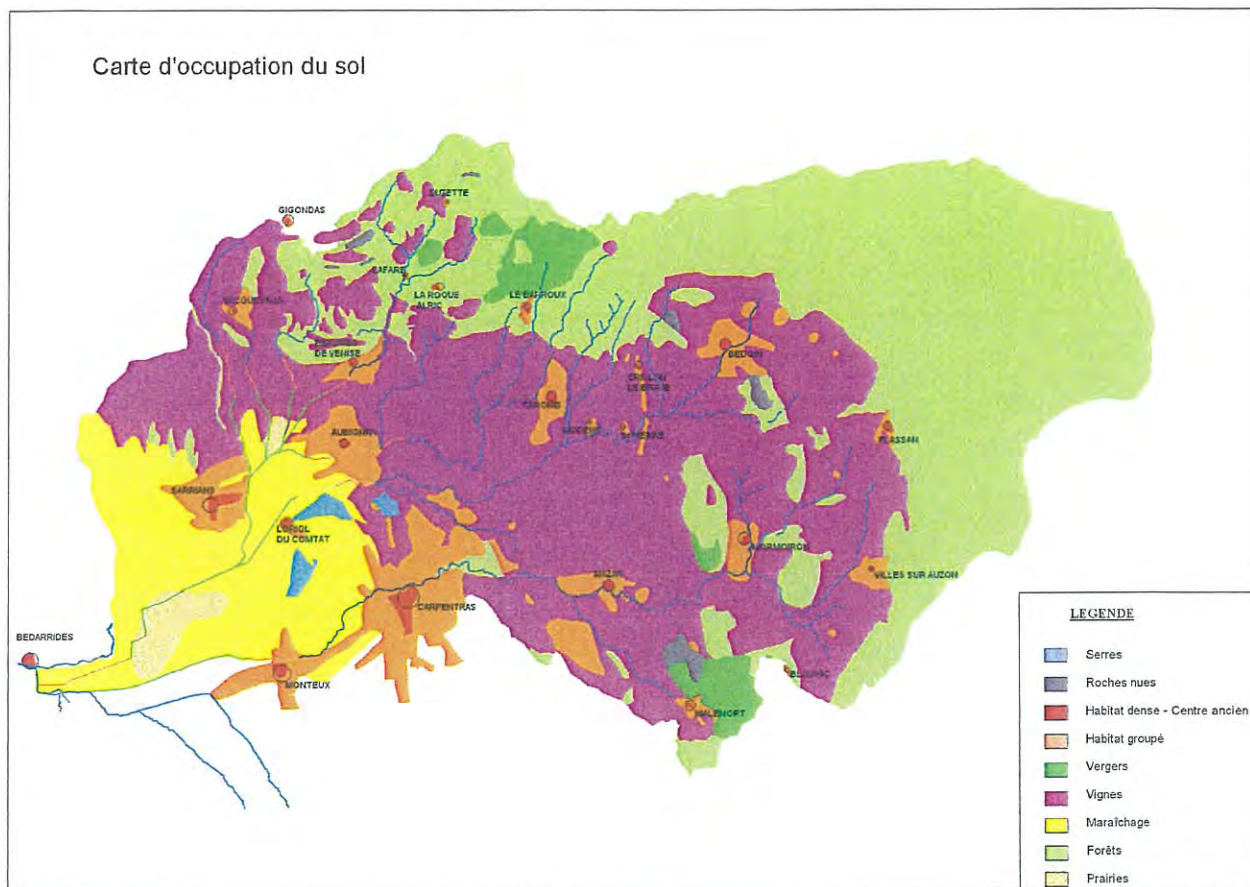 Carte d'occupation du sol
SUZETTE
GIGONDAS
LAFARE
LA ROQUE
ALRIC
LE BARROUX
DE VENISE
BEDOIN
CAROMB
AUBIGNAN
FLASSAN
SARRIANS
LORIOL
DU COMTAT
MORMOIRON
VILLES SUR AUZON
MAZAN
CARPENTRAS
BEDARRIDES
MONTEUX
BLAUVAC
MALEMORT
LEGENDE
Serres
Roches nues
Habitat dense - Centre ancien
Habitat groupé
Vergers
Vignes
Maraîchage
Forêts
Prairies